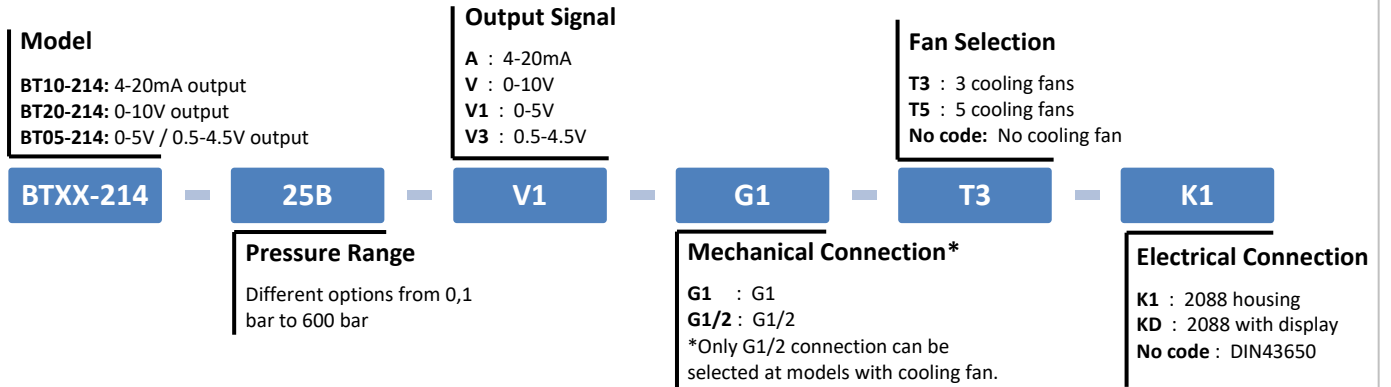 Model
BT10-214: 4-20mA output
BT20-214: 0-10V output
BT05-214: 0-5V / 0.5-4.5V output
Output Signal
A : 4-20mA
V : 0-10V
V1 : 0-5V
V3 : 0.5-4.5V
Fan Selection
T3 : 3 cooling fans
T5 : 5 cooling fans
No code: No cooling fan
BTXX-214 - 25B - V1 - G1 - T3 - K1
Pressure Range
Different options from 0,1
bar to 600 bar
Mechanical Connection*
G1 : G1
G1/2 : G1/2
*Only G1/2 connection can be
selected at models with cooling fan.
Electrical Connection
K1 : 2088 housing
KD : 2088 with display
No code : DIN43650